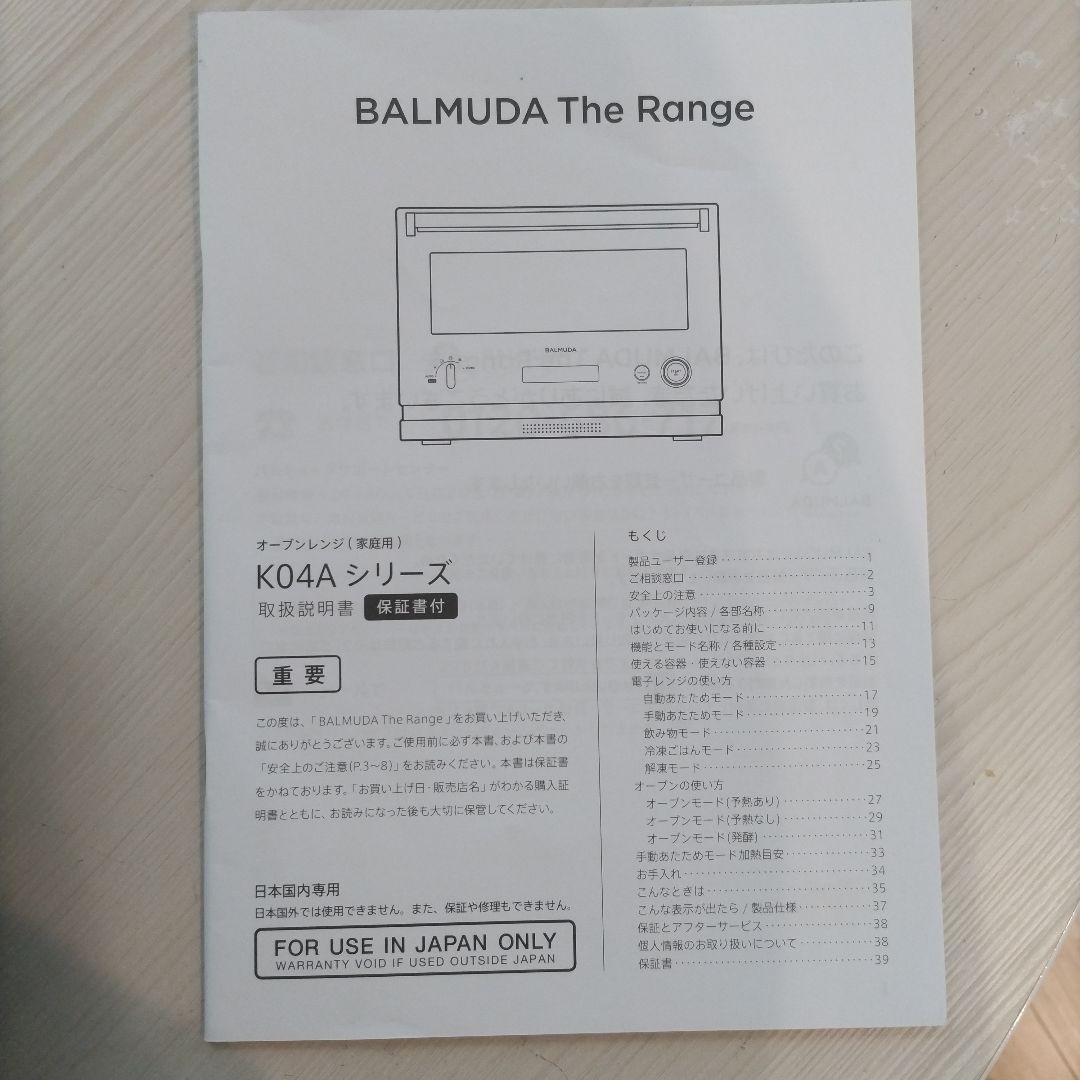 BALMUDA The Range
BALMUDA
オーブンレンジ ( 家庭用 )
K04A シリーズ
取扱説明書 保証書付
重要
この度は、「BALMUDA The Range」をお買い上げいただき、
誠にありがとうございます。ご使用前に必ず本書、および本書の
「安全上のご注意(P.3~8)」をお読みください。本書は保証書
をかねております。「お買い上げ日・販売店名」がわかる購入証
明書とともに、お読みになった後も大切に保管してください。
日本国内専用
日本国外では使用できません。また、保証や修理もできません。
FOR USE IN JAPAN ONLY
WARRANTY VOID IF USED OUTSIDE JAPAN
もくじ
製品ユーザー登録 1
ご相談窓口 2
安全上の注意 3
パッケージ内容 / 各部名称 9
はじめてお使いになる前に 11
機能とモード名称 / 各種設定 13
使える容器・使えない容器 15
電子レンジの使い方
自動あたためモード 17
手動あたためモード 19
飲み物モード 21
冷凍ごはんモード 23
解凍モード 25
オーブンの使い方
オーブンモード(予熱あり) 27
オーブンモード(予熱なし) 29
オーブンモード(発酵) 31
手動あたためモード加熱目安 33
お手入れ 34
こんなときは 35
こんな表示が出たら / 製品仕様 37
保証とアフターサービス 38
個人情報のお取り扱いについて 38
保証書 39